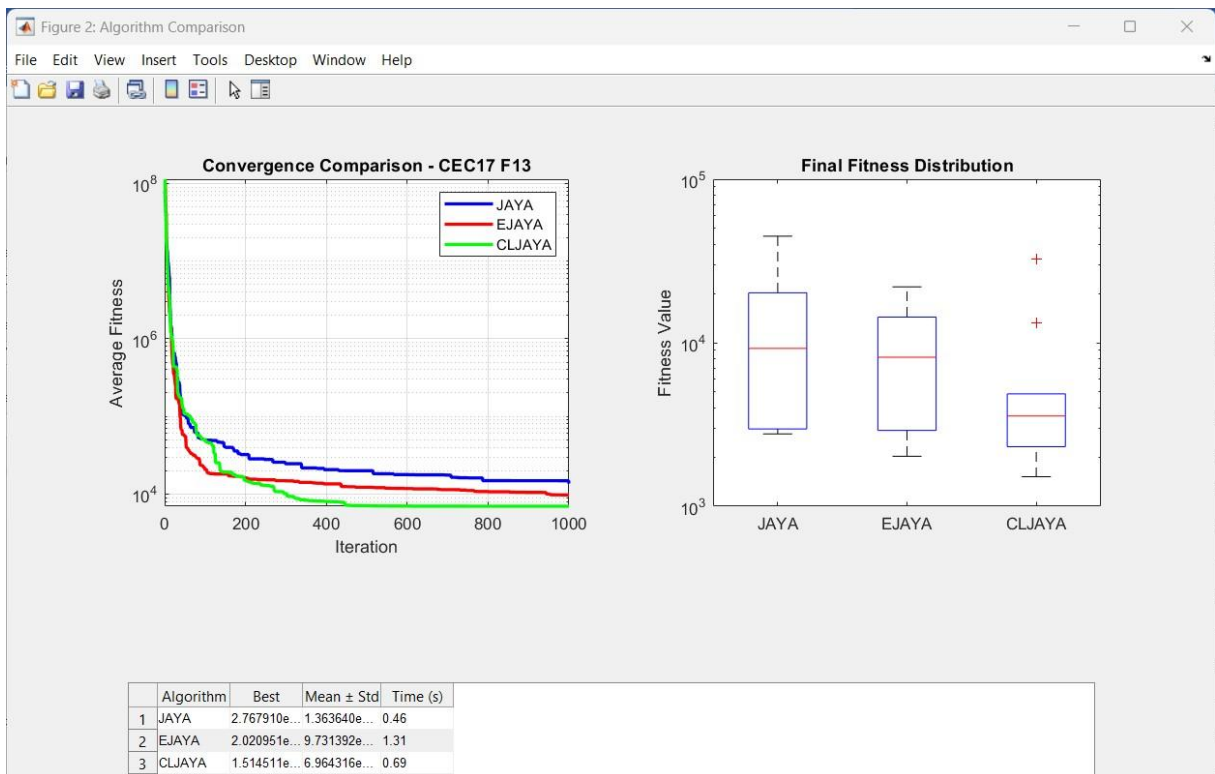 Figure 2: Algorithm Comparison
File Edit View Insert Tools Desktop Window Help
Convergence Comparison - CEC17 F13
10^8
10^6
10^4
Average Fitness
JAYA
EJAYA
CLJAYA
0 200 400 600 800 1000
Iteration
Final Fitness Distribution
10^5
10^4
10^3
Fitness Value
JAYA EJAYA CLJAYA
Algorithm Best Mean ± Std Time (s)
1 JAYA 2.767910e... 1.363640e... 0.46
2 EJAYA 2.020951e... 9.731392e... 1.31
3 CLJAYA 1.514511e... 6.964316e... 0.69